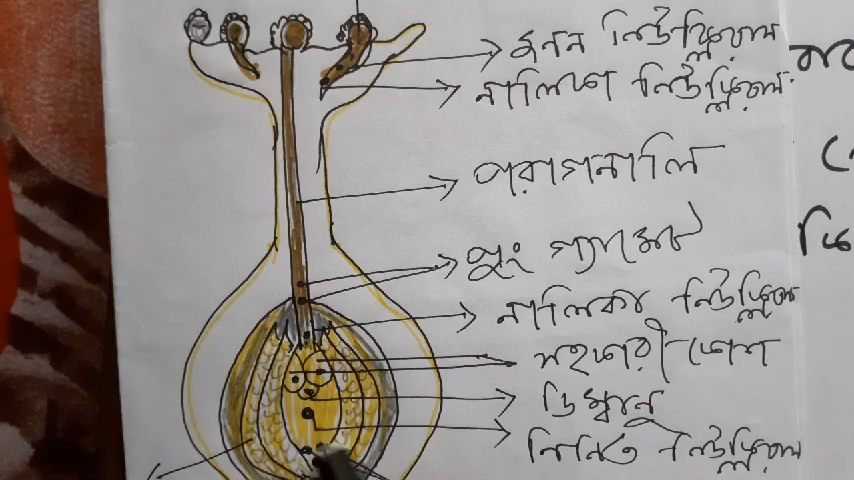 জনন নিউক্লিয়াস
নালিকা নিউক্লিয়াস
পরাগনালি
পুং গ্যামেট
নালিকা নিউক্লিয়াস
সহকারী কোশ
ডিম্বানু
নির্নিত নিউক্লিয়াস